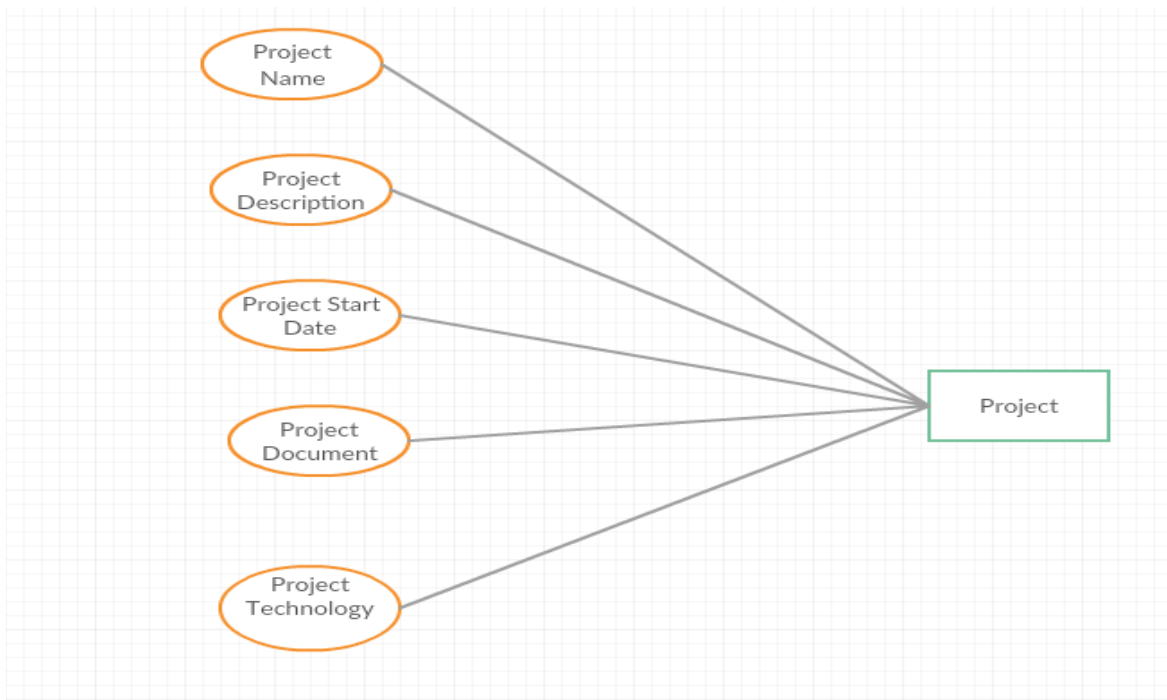 Project
Name
Project
Description
Project Start
Date
Project
Document
Project
Project
Technology